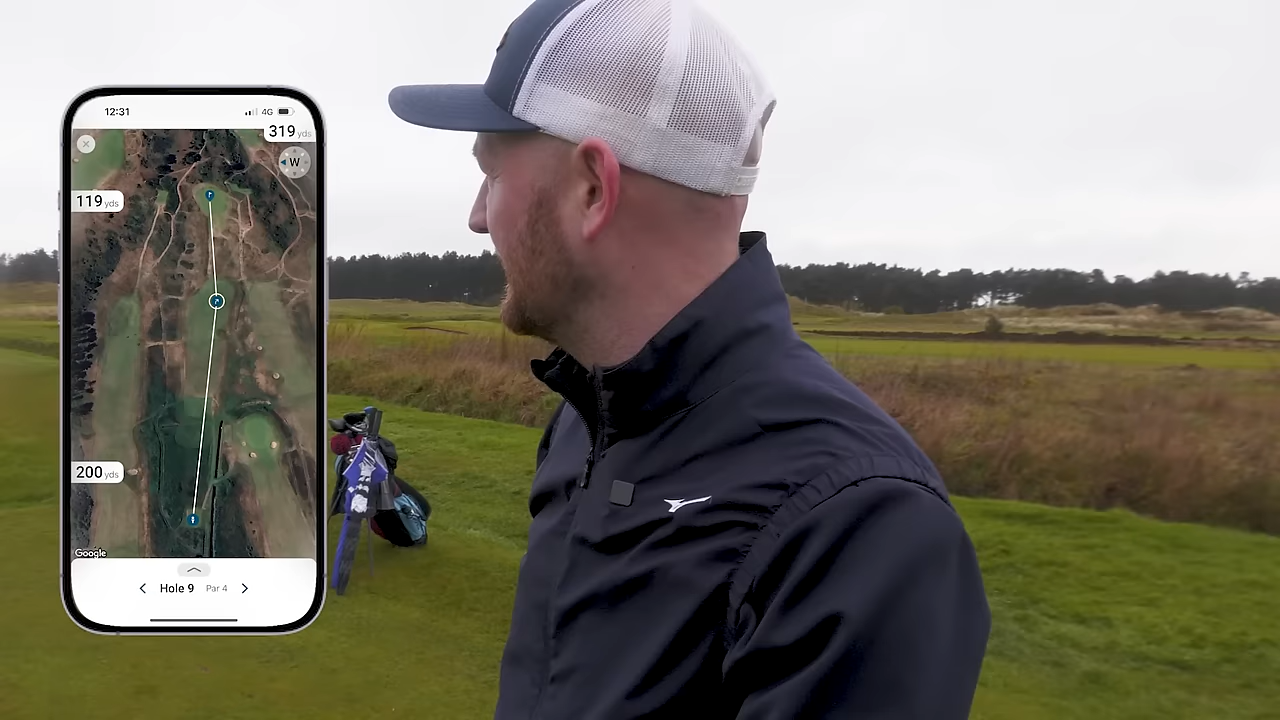 12:31
4G
319 yds
W
119 yds
200 yds
Google
Hole 9 Par 4